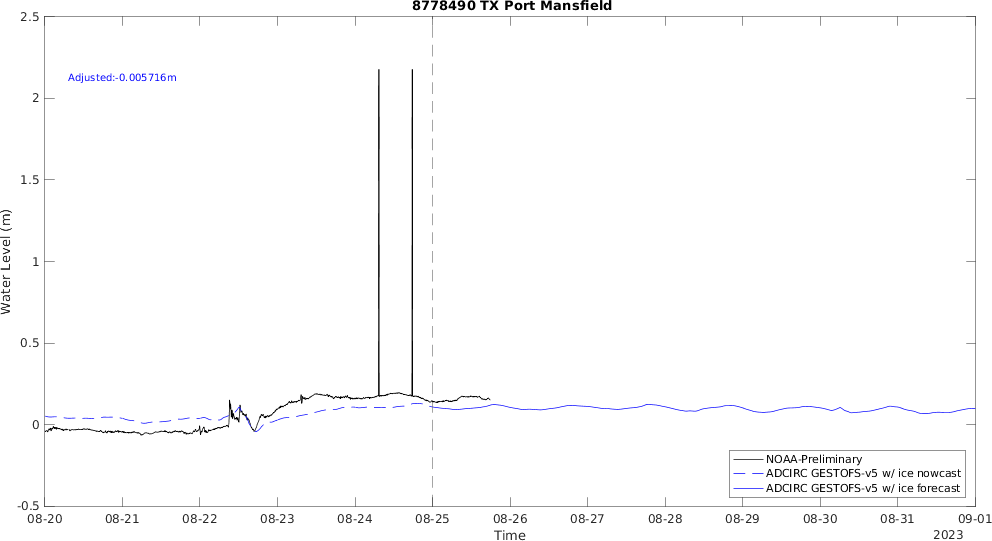 8778490 TX Port Mansfield
Adjusted:-0.005716m
2.5
2
1.5
1
0.5
0
-0.5
Water Level (m)
NOAA-Preliminary
ADCIRC GESTOFS-v5 w/ ice nowcast
ADCIRC GESTOFS-v5 w/ ice forecast
08-20 08-21 08-22 08-23 08-24 08-25 08-26 08-27 08-28 08-29 08-30 08-31 09-01
Time
2023